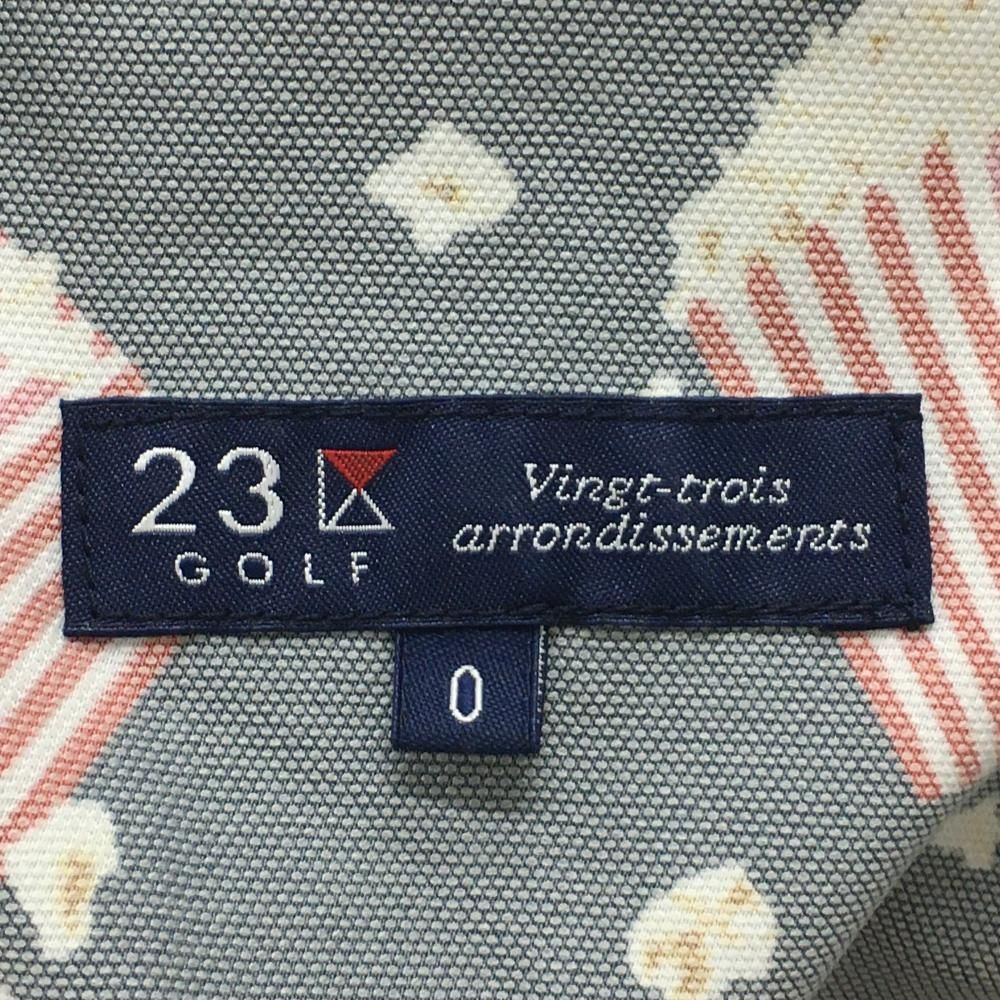 23
GOLF
Vingt-trois
arrondissements
0